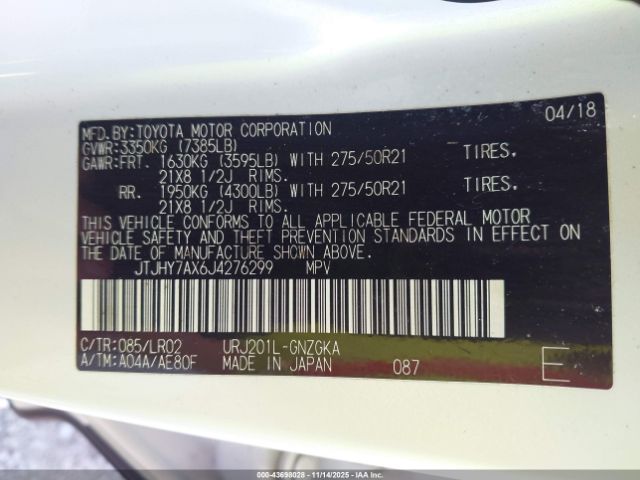 04/18
MFD.BY:TOYOTA MOTOR CORPORATION
GVWR:3350KG (7385LB)
GAWR:FRT. 1630KG (3595LB) WITH 275/50R21 TIRES.
21X8 1/2J RIMS.
RR. 1950KG (4300LB) WITH 275/50R21 TIRES.
21X8 1/2J RIMS.
THIS VEHICLE CONFORMS TO ALL APPLICABLE FEDERAL MOTOR
VEHICLE SAFETY AND THEFT PREVENTION STANDARDS IN EFFECT ON
THE DATE OF MANUFACTURE SHOWN ABOVE.
JTJHY7AX6J4276299 MPV
C/TR:085/LR02 URJ201L-GNZGKA
A/TM:A04A/AE80F MADE IN JAPAN 087 E
000-43698028 - 11/14/2025 - IAAI.COM